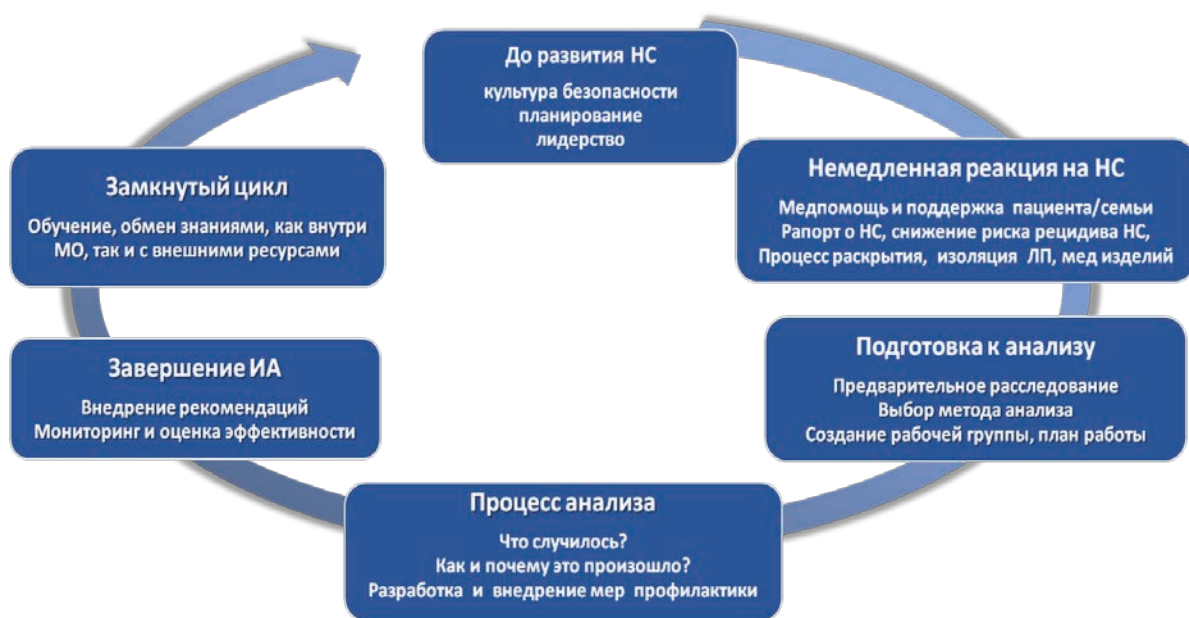 До развития НС
культура безопасности
планирование
лидерство
Немедленная реакция на НС
Медпомощь и поддержка пациента/семьи
Рапорт о НС, снижение риска рецидива НС,
Процесс раскрытия, изоляция ЛП, мед изделий
Подготовка к анализу
Предварительное расследование
Выбор метода анализа
Создание рабочей группы, план работы
Процесс анализа
Что случилось?
Как и почему это произошло?
Разработка и внедрение мер профилактики
Завершение ИА
Внедрение рекомендаций
Мониторинг и оценка эффективности
Замкнутый цикл
Обучение, обмен знаниями, как внутри
МО, так и с внешними ресурсами